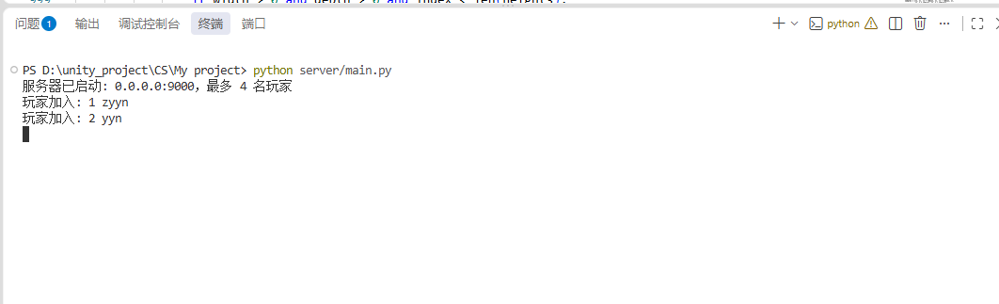 问题 1 输出 调试控制台 终端 端口 python
PS D:\unity_project\CS\My project> python server/main.py
服务器已启动: 0.0.0.0:9000，最多 4 名玩家
玩家加入: 1 zyyn
玩家加入: 2 yyn